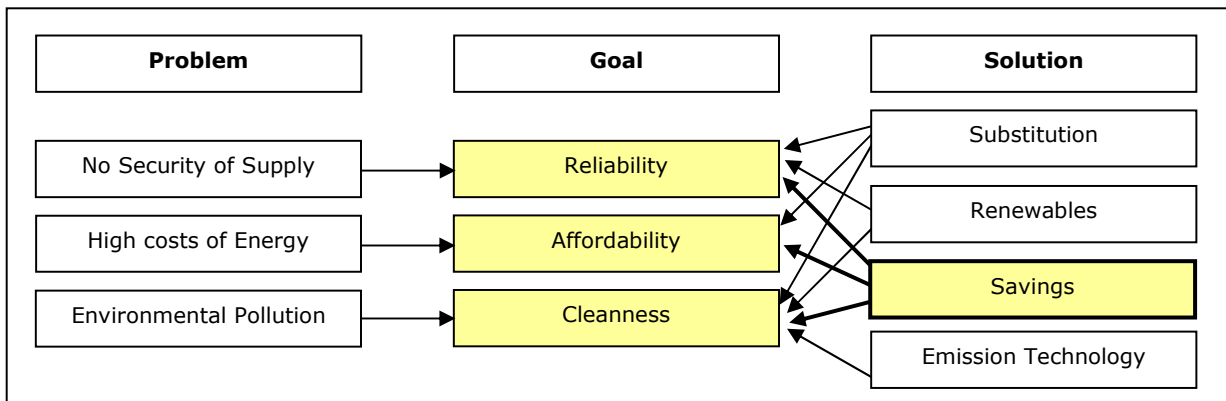 Problem
Goal
Solution
No Security of Supply
Reliability
Substitution
High costs of Energy
Affordability
Renewables
Environmental Pollution
Cleanness
Savings
Emission Technology